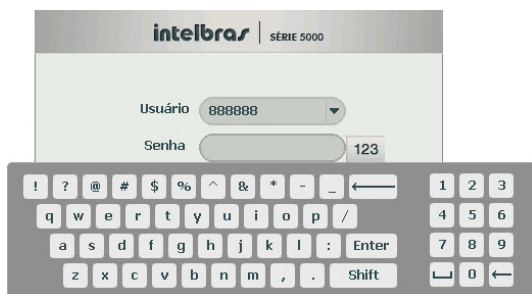 intelbras SÉRIE 5000
Usuário 888888
Senha 123
! ? @ # $ % ^ & * - _ 1 2 3
q w e r t y u i o p / 4 5 6
a s d f g h j k l : Enter 7 8 9
z x c v b n m , . Shift 0